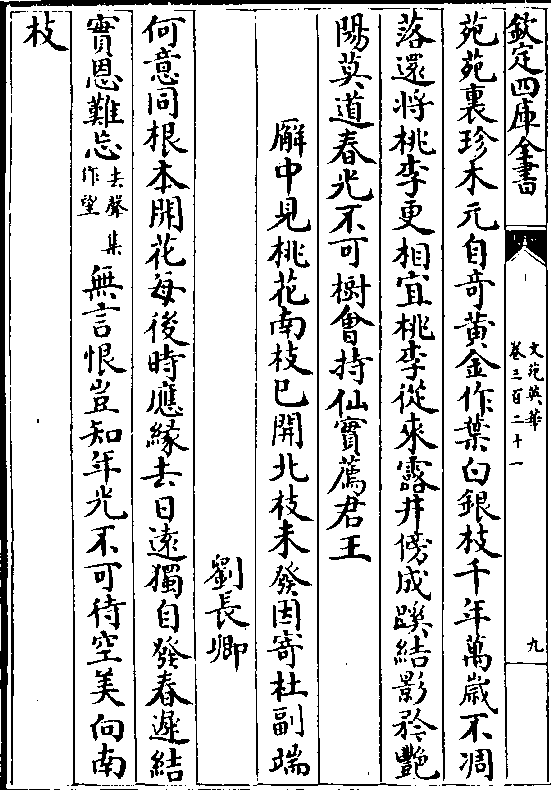 欽定四庫全書
文苑英華
卷三百二十一
九
苑苑裏珍木元自竒黄金作葉白銀枝千年萬歲不凋
落還將桃李更相宜桃李從來露井傍成蹊結影矜艷
陽莫道春光不可樹會持仙實薦君王
廨中見桃花南枝已開北枝未發因寄杜副端
劉長卿
何意同根本開花每後時應緣去日逺獨自發春遲結
實恩難忘去聲集作望無言恨豈知年光不可待空美向南
枝